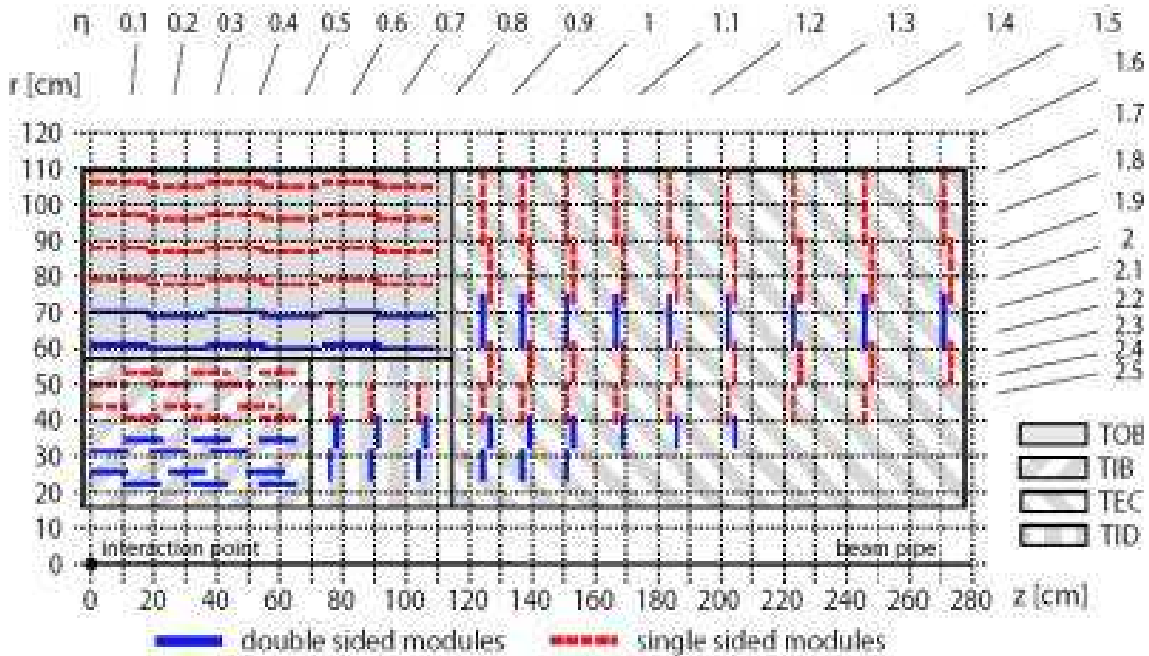 η 0.1 0.2 0.3 0.4 0.5 0.6 0.7 0.8 0.9 1 1.1 1.2 1.3 1.4 1.5
1.6
r [cm]
1.7
120
110
1.8
100
1.9
90
2
80
2.1
70
2.2
60
2.3
2.4
50
2.5
40
TOB
30
TIB
20
TEC
10
TID
interaction point beam pipe
0
0 20 40 60 80 100 120 140 160 180 200 220 240 260 280 z [cm]
double sided modules single sided modules